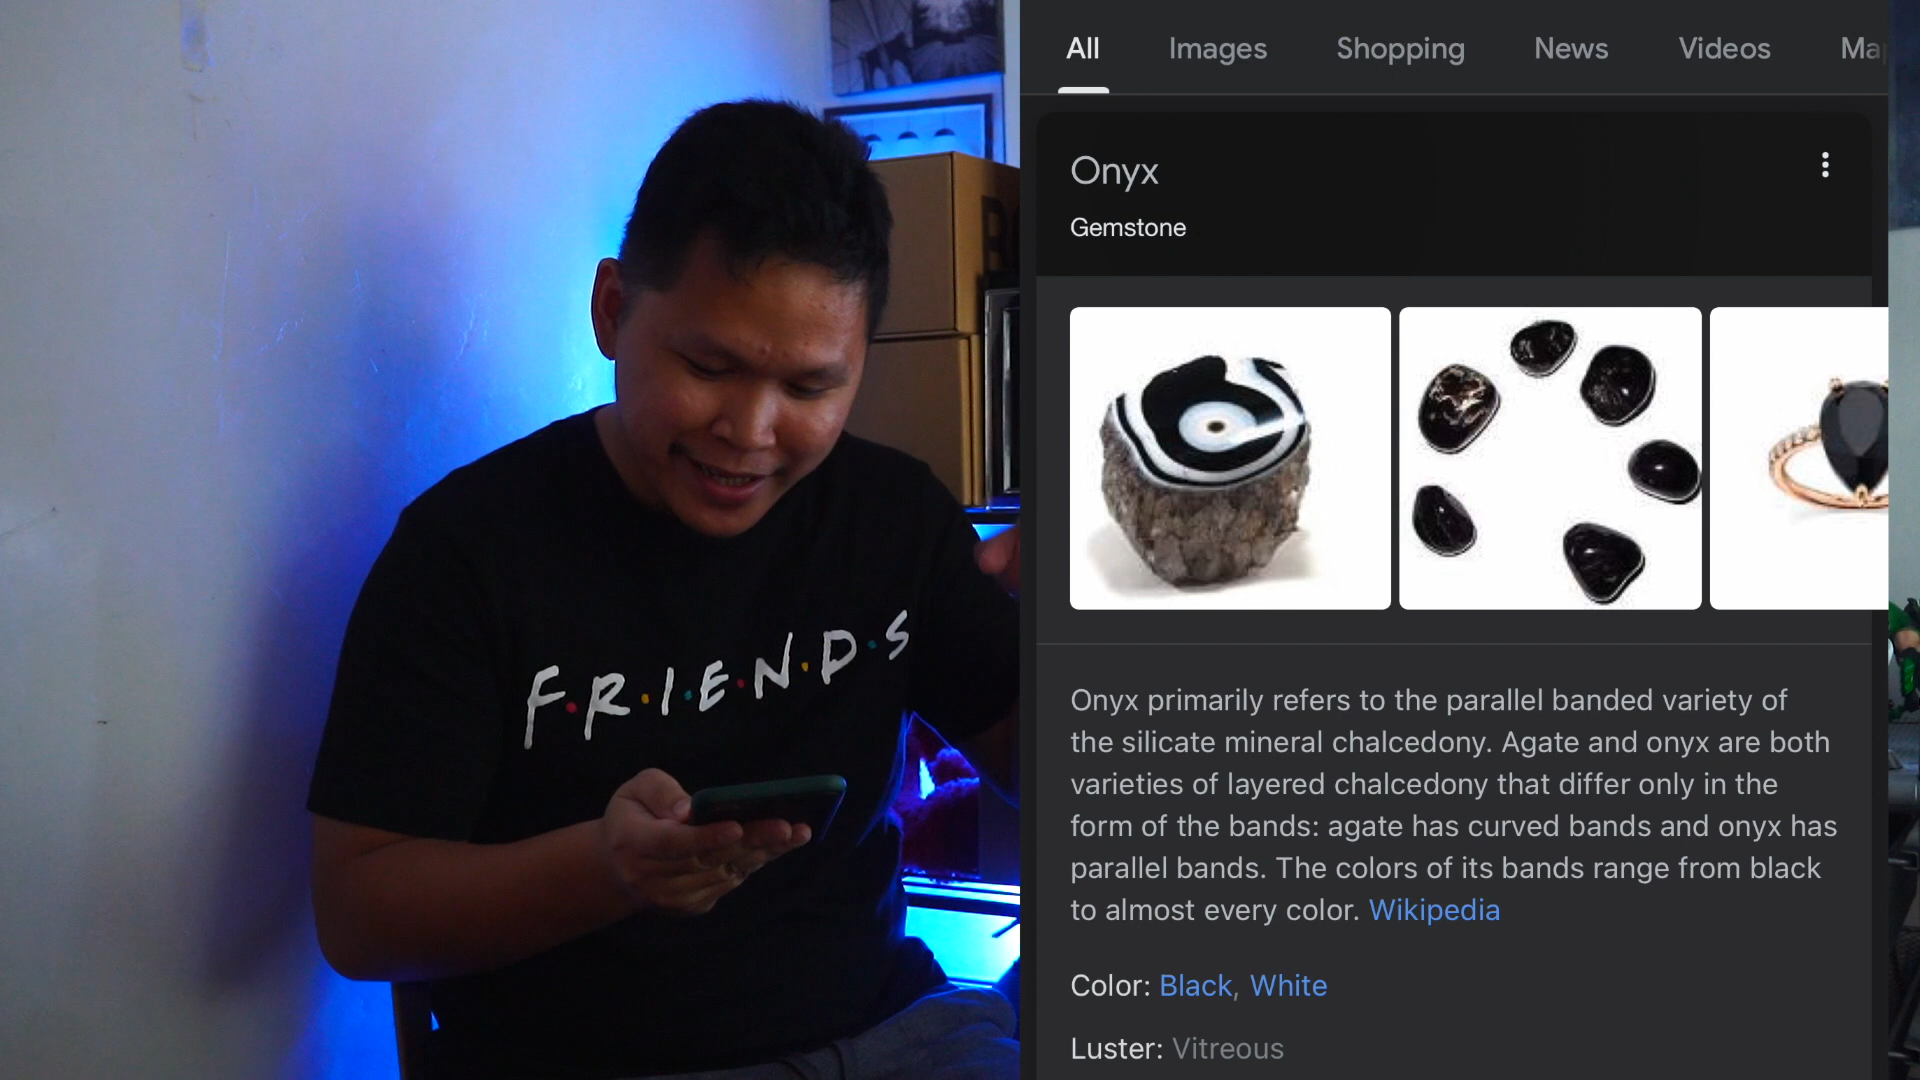 F·R·I·E·N·D·S
All Images Shopping News Videos
Onyx
Gemstone
Onyx primarily refers to the parallel banded variety of
the silicate mineral chalcedony. Agate and onyx are both
varieties of layered chalcedony that differ only in the
form of the bands: agate has curved bands and onyx has
parallel bands. The colors of its bands range from black
to almost every color. Wikipedia
Color: Black, White
Luster: Vitreous